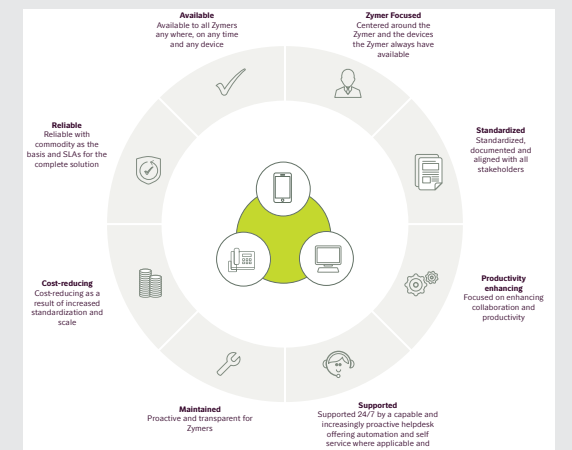 Available
Available to all Zymers
any where, on any time
and any device
Zymer Focused
Centered around the
Zymer and the devices
the Zymer always have
available
Reliable
Reliable with
commodity as the
basis and SLAs for the
complete solution
Standardized
Standardized,
documented and
aligned with all
stakeholders
Cost-reducing
Cost-reducing as a
result of increased
standardization and
scale
Productivity
enhancing
Focused on enhancing
collaboration and
productivity
Maintained
Proactive and transparent for
Zymers
Supported
Supported 24/7 by a capable and
increasingly proactive helpdesk
offering automation and self
service where applicable and